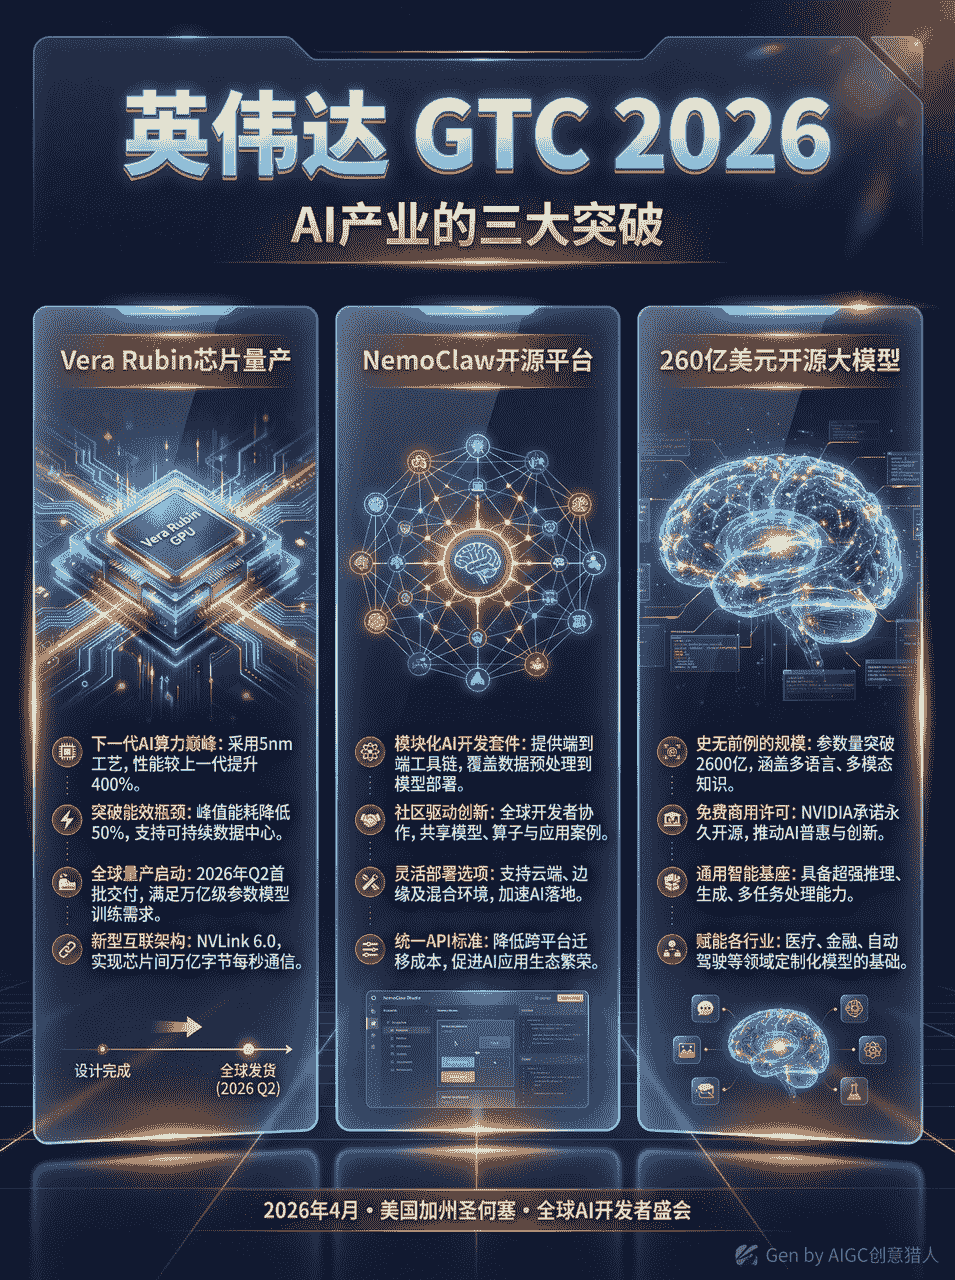 英伟达 GTC 2026
AI产业的三大突破
Vera Rubin芯片量产
Vera Rubin
GPU
下一代AI算力巅峰：采用5nm
工艺，性能较上一代提升
400%。
突破能效瓶颈：峰值能耗降低
50%，支持可持续数据中心。
全球量产启动：2026年Q2首
批交付，满足万亿级参数模型
训练需求。
新型互联架构：NVLink 6.0，
实现芯片间万亿字节每秒通信。
设计完成
全球发货
(2026 Q2)
NemoClaw开源平台
模块化AI开发套件：提供端到
端工具链，覆盖数据预处理到
模型部署。
社区驱动创新：全球开发者协
作，共享模型、算子与应用案例。
灵活部署选项：支持云端、边
缘及混合环境，加速AI落地。
统一API标准：降低跨平台迁
移成本，促进AI应用生态繁荣。
NemoClaw Studio
260亿美元开源大模型
史无前例的规模：参数量突破
2600亿，涵盖多语言、多模态
知识。
免费商用许可：NVIDIA承诺永
久开源，推动AI普惠与创新。
通用智能基座：具备超强推理、
生成、多任务处理能力。
赋能各行业：医疗、金融、自动
驾驶等领域定制化模型的基础。
2026年4月・美国加州圣何塞・全球AI开发者盛会
Gen by AIGC创意猎人